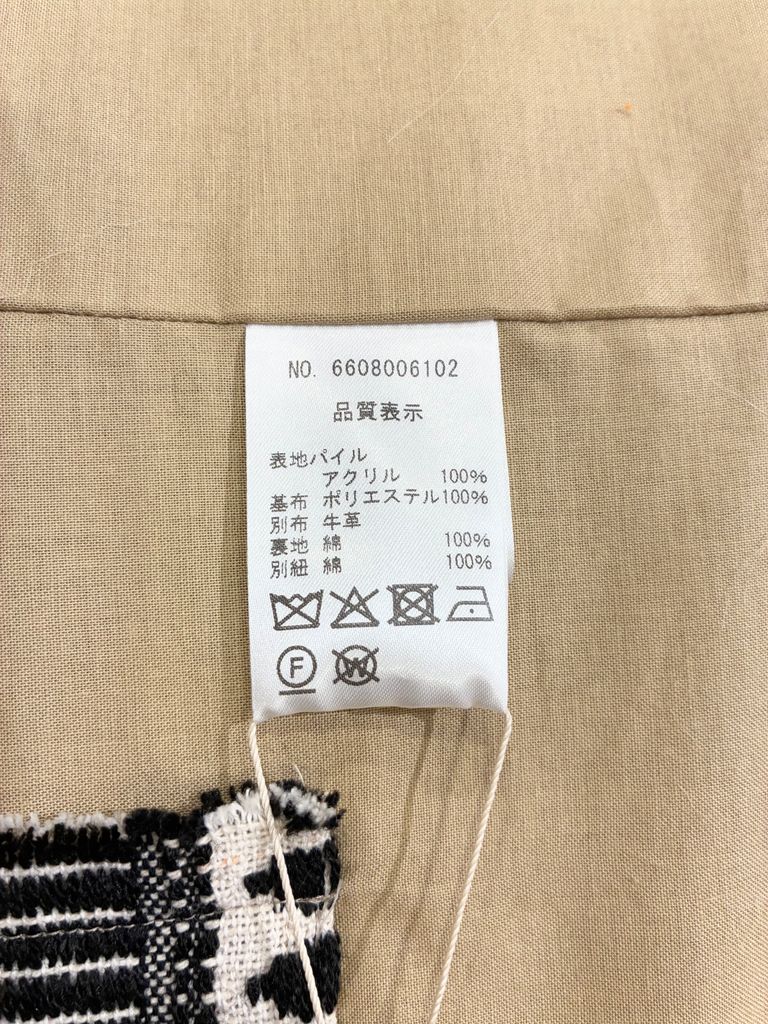 NO. 6608006102
品質表示
表地パイル
アクリル 100%
基布 ポリエステル100%
別布 牛革
裏地 綿 100%
別紐 綿 100%
F W